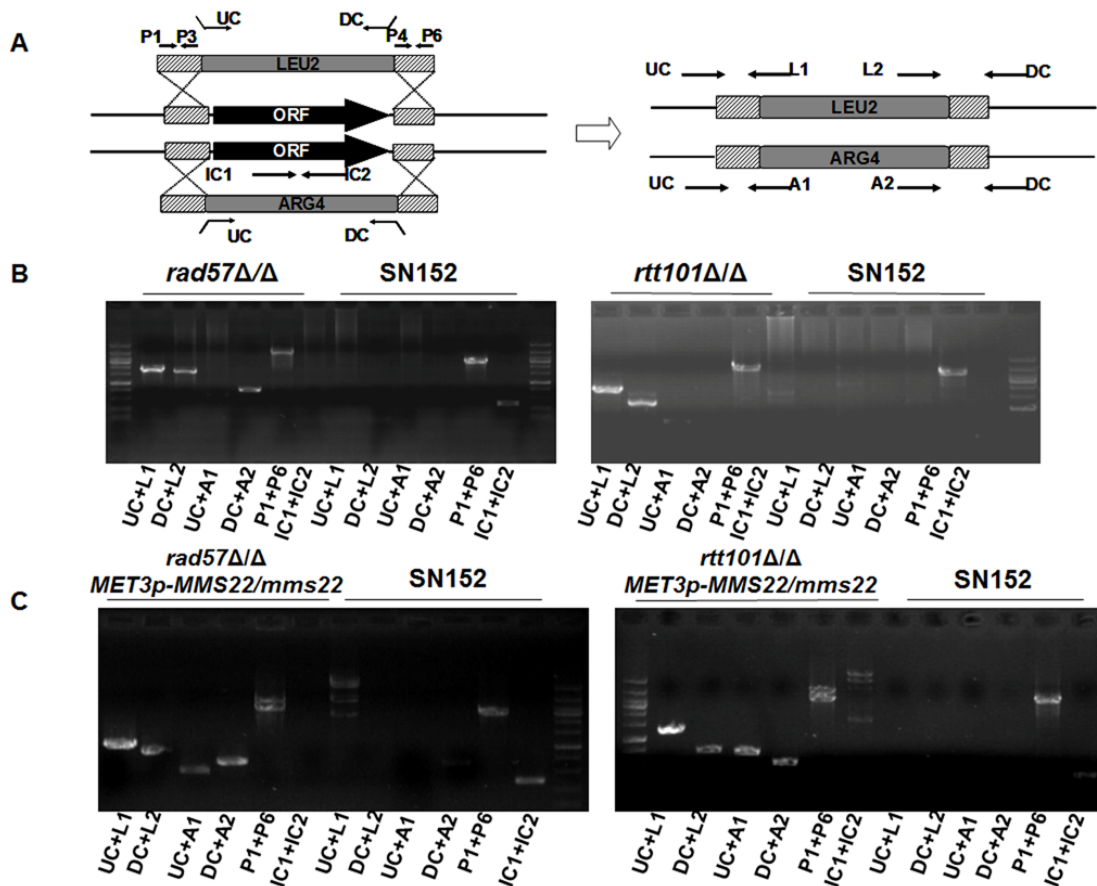 A
UC
DC
P1 P3
P4 P6
LEU2
ORF
ORF
IC1
IC2
ARG4
UC
DC
UC
L1
L2
DC
LEU2
ARG4
UC
A1
A2
DC
B
rad57Δ/Δ
SN152
rtt101Δ/Δ
SN152
UC+L1
DC+L2
UC+A1
DC+A2
P1+P6
IC1+IC2
UC+L1
DC+L2
UC+A1
DC+A2
P1+P6
IC1+IC2
UC+L1
DC+L2
UC+A1
DC+A2
P1+P6
IC1+IC2
UC+L1
DC+L2
UC+A1
DC+A2
P1+P6
IC1+IC2
C
rad57Δ/Δ
MET3p-MMS22/mms22
SN152
rtt101Δ/Δ
MET3p-MMS22/mms22
SN152
UC+L1
DC+L2
UC+A1
DC+A2
P1+P6
IC1+IC2
UC+L1
DC+L2
UC+A1
DC+A2
P1+P6
IC1+IC2
UC+L1
DC+L2
UC+A1
DC+A2
P1+P6
IC1+IC2
UC+L1
DC+L2
UC+A1
DC+A2
P1+P6
IC1+IC2